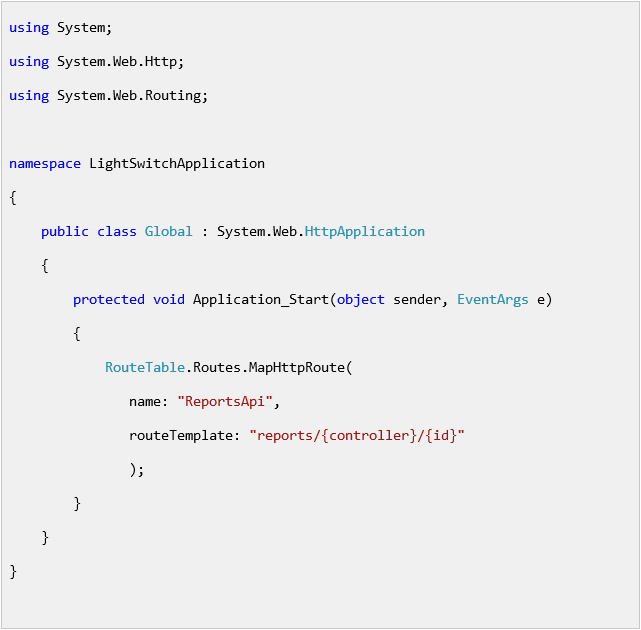 using System;
using System.Web.Http;
using System.Web.Routing;
namespace LightSwitchApplication
{
    public class Global : System.Web.HttpApplication
    {
        protected void Application_Start(object sender, EventArgs e)
        {
            RouteTable.Routes.MapHttpRoute(
               name: "ReportsApi",
               routeTemplate: "reports/{controller}/{id}"
               );
        }
    }
}